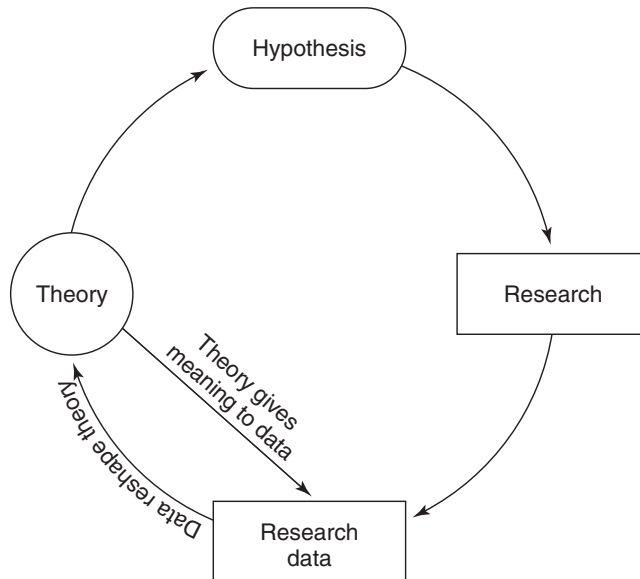 Hypothesis
Theory
Research
Theory gives
meaning to data
Data reshape theory
Research
data